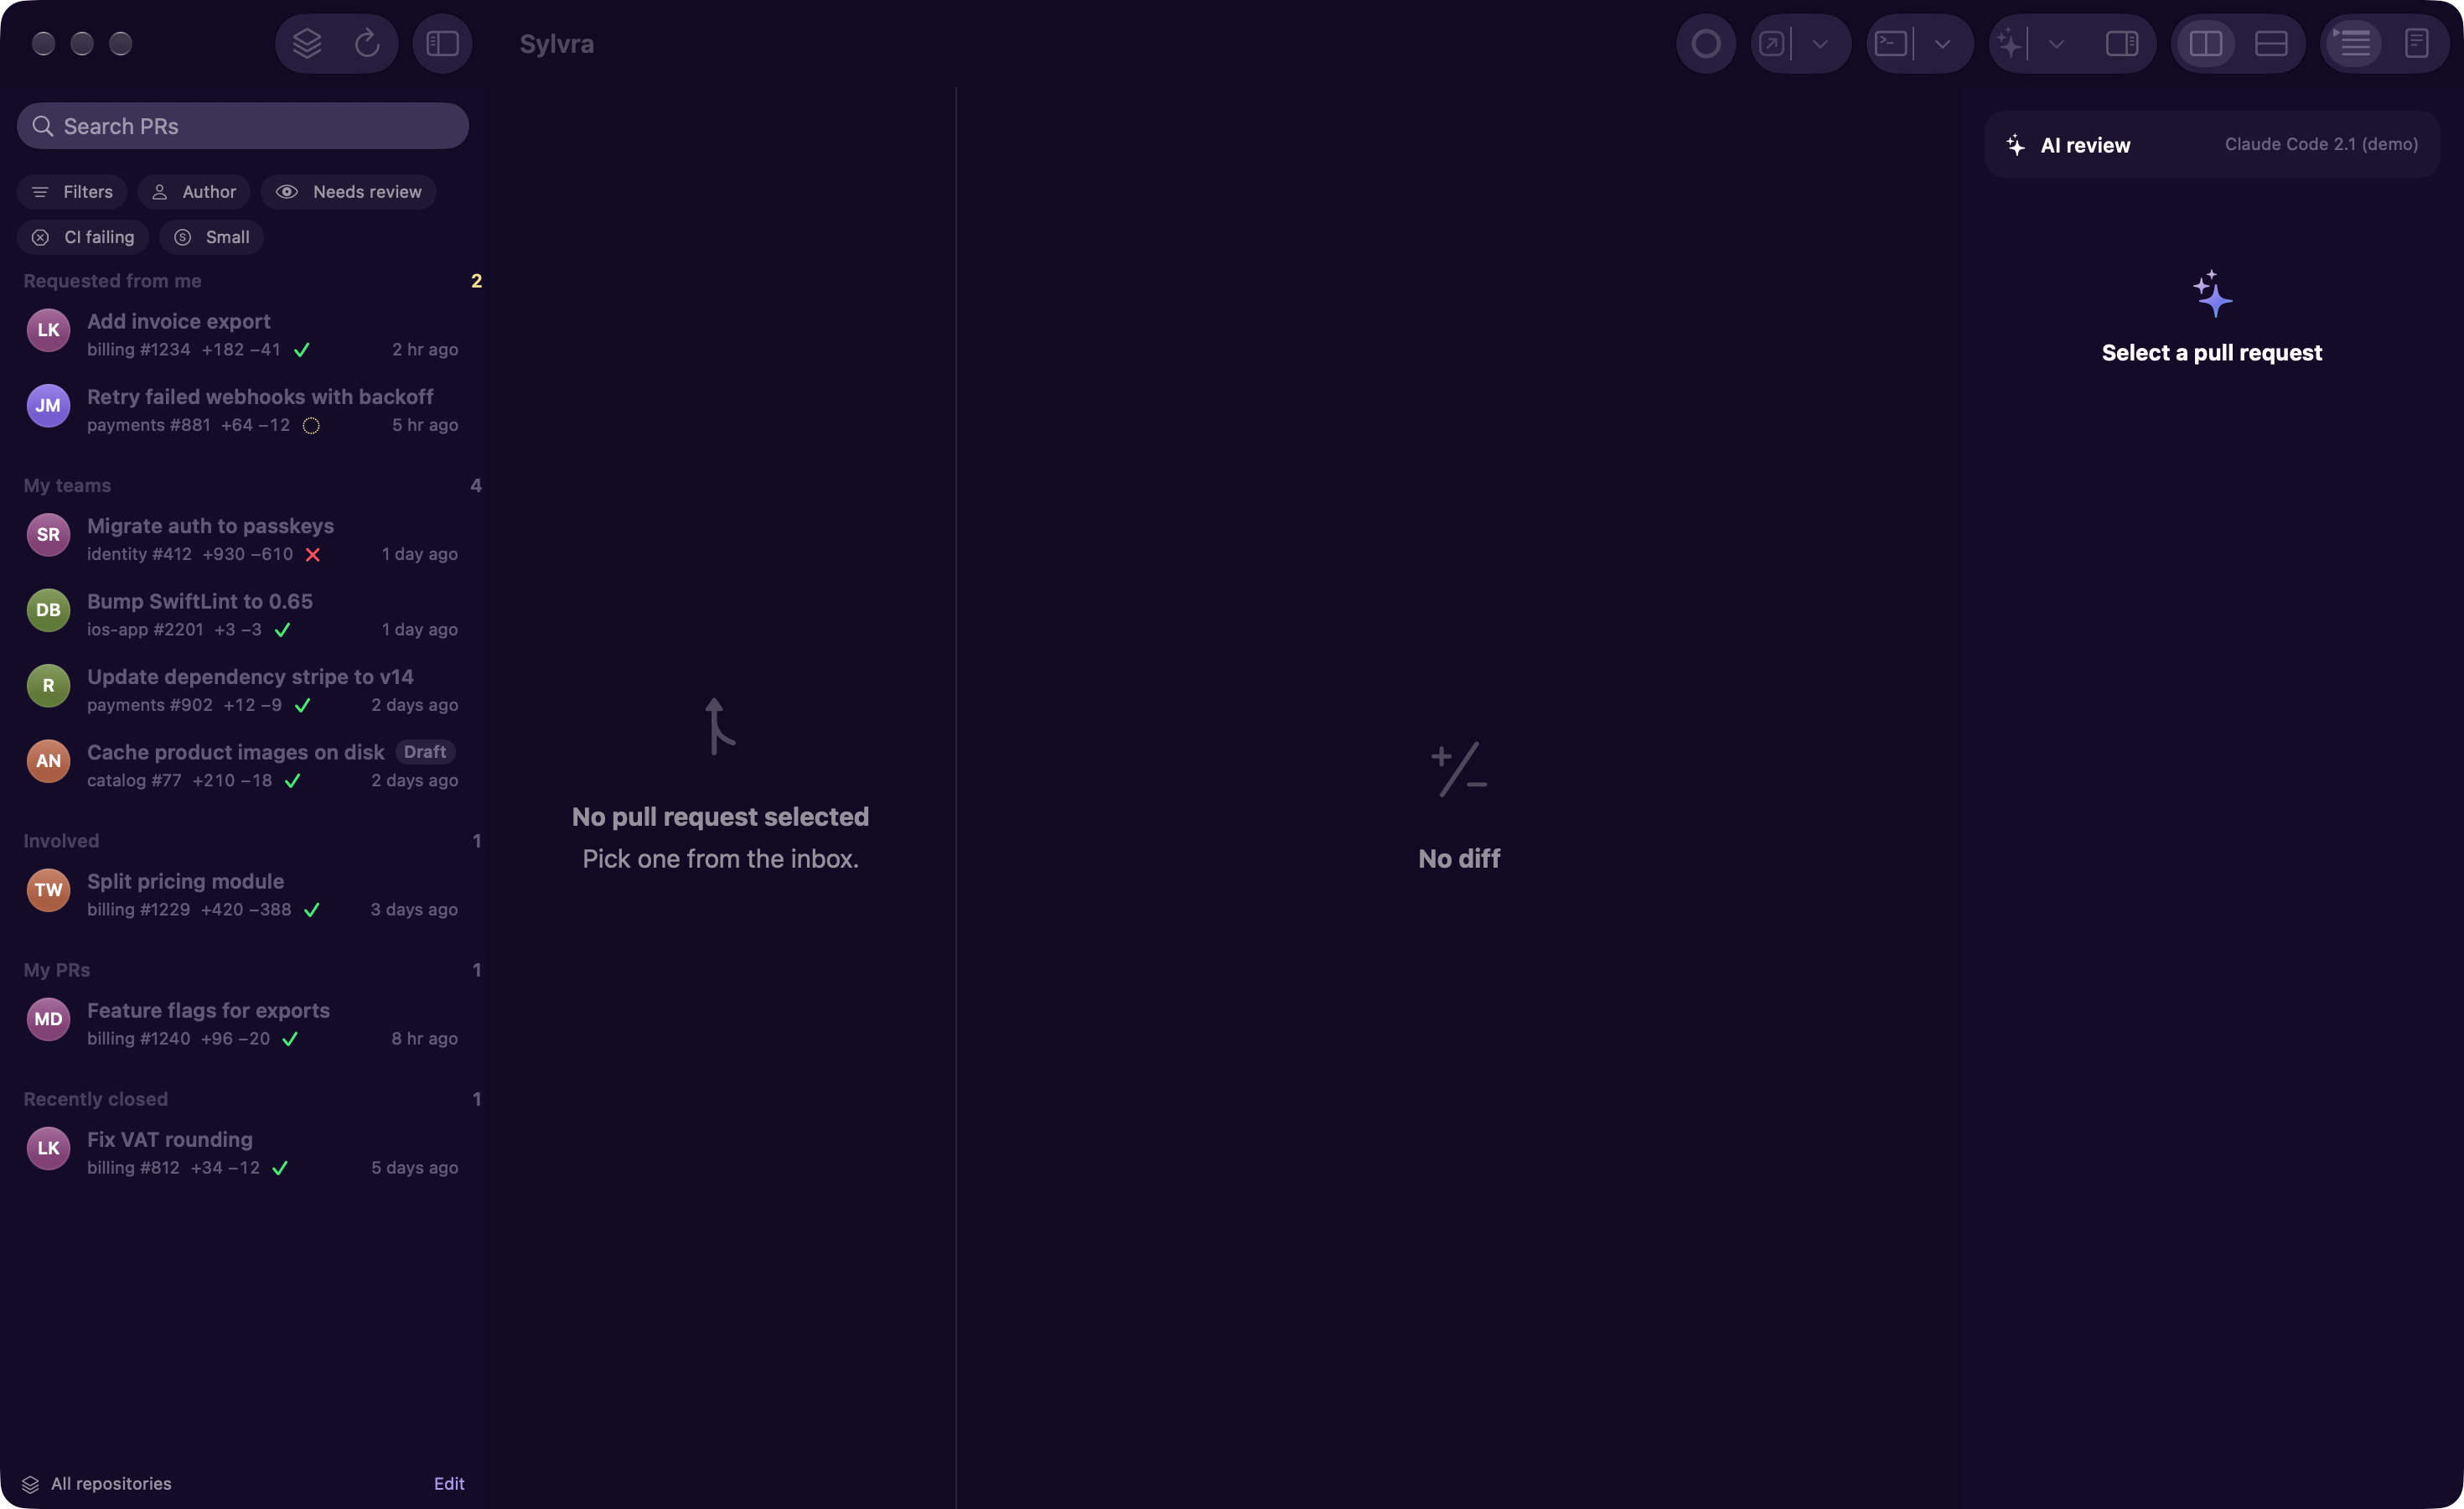 Sylvra
Search PRs
Filters
Author
Needs review
CI failing
Small
Requested from me 2
LK
Add invoice export
billing #1234 +182 −41 2 hr ago
JM
Retry failed webhooks with backoff
payments #881 +64 −12 5 hr ago
My teams 4
SR
Migrate auth to passkeys
identity #412 +930 −610 1 day ago
DB
Bump SwiftLint to 0.65
ios-app #2201 +3 −3 1 day ago
R
Update dependency stripe to v14
payments #902 +12 −9 2 days ago
AN
Cache product images on disk Draft
catalog #77 +210 −18 2 days ago
Involved 1
TW
Split pricing module
billing #1229 +420 −388 3 days ago
My PRs 1
MD
Feature flags for exports
billing #1240 +96 −20 8 hr ago
Recently closed 1
LK
Fix VAT rounding
billing #812 +34 −12 5 days ago
All repositories Edit
No pull request selected
Pick one from the inbox.
No diff
AI review Claude Code 2.1 (demo)
Select a pull request